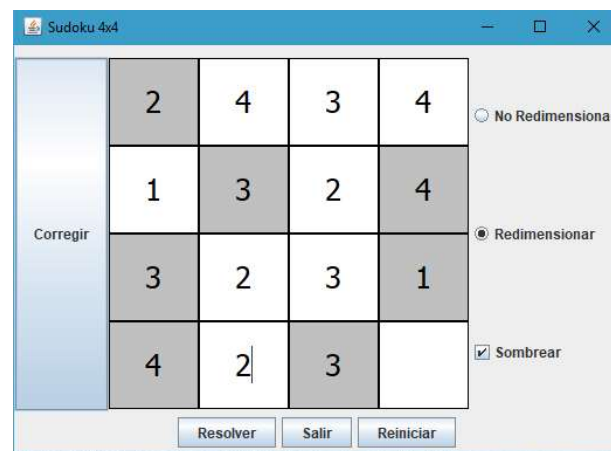 Sudoku 4x4
2 4 3 4
No Redimensiona
1 3 2 4
Corregir
Redimensionar
3 2 3 1
Sombrear
4 2 3
Resolver Salir Reiniciar